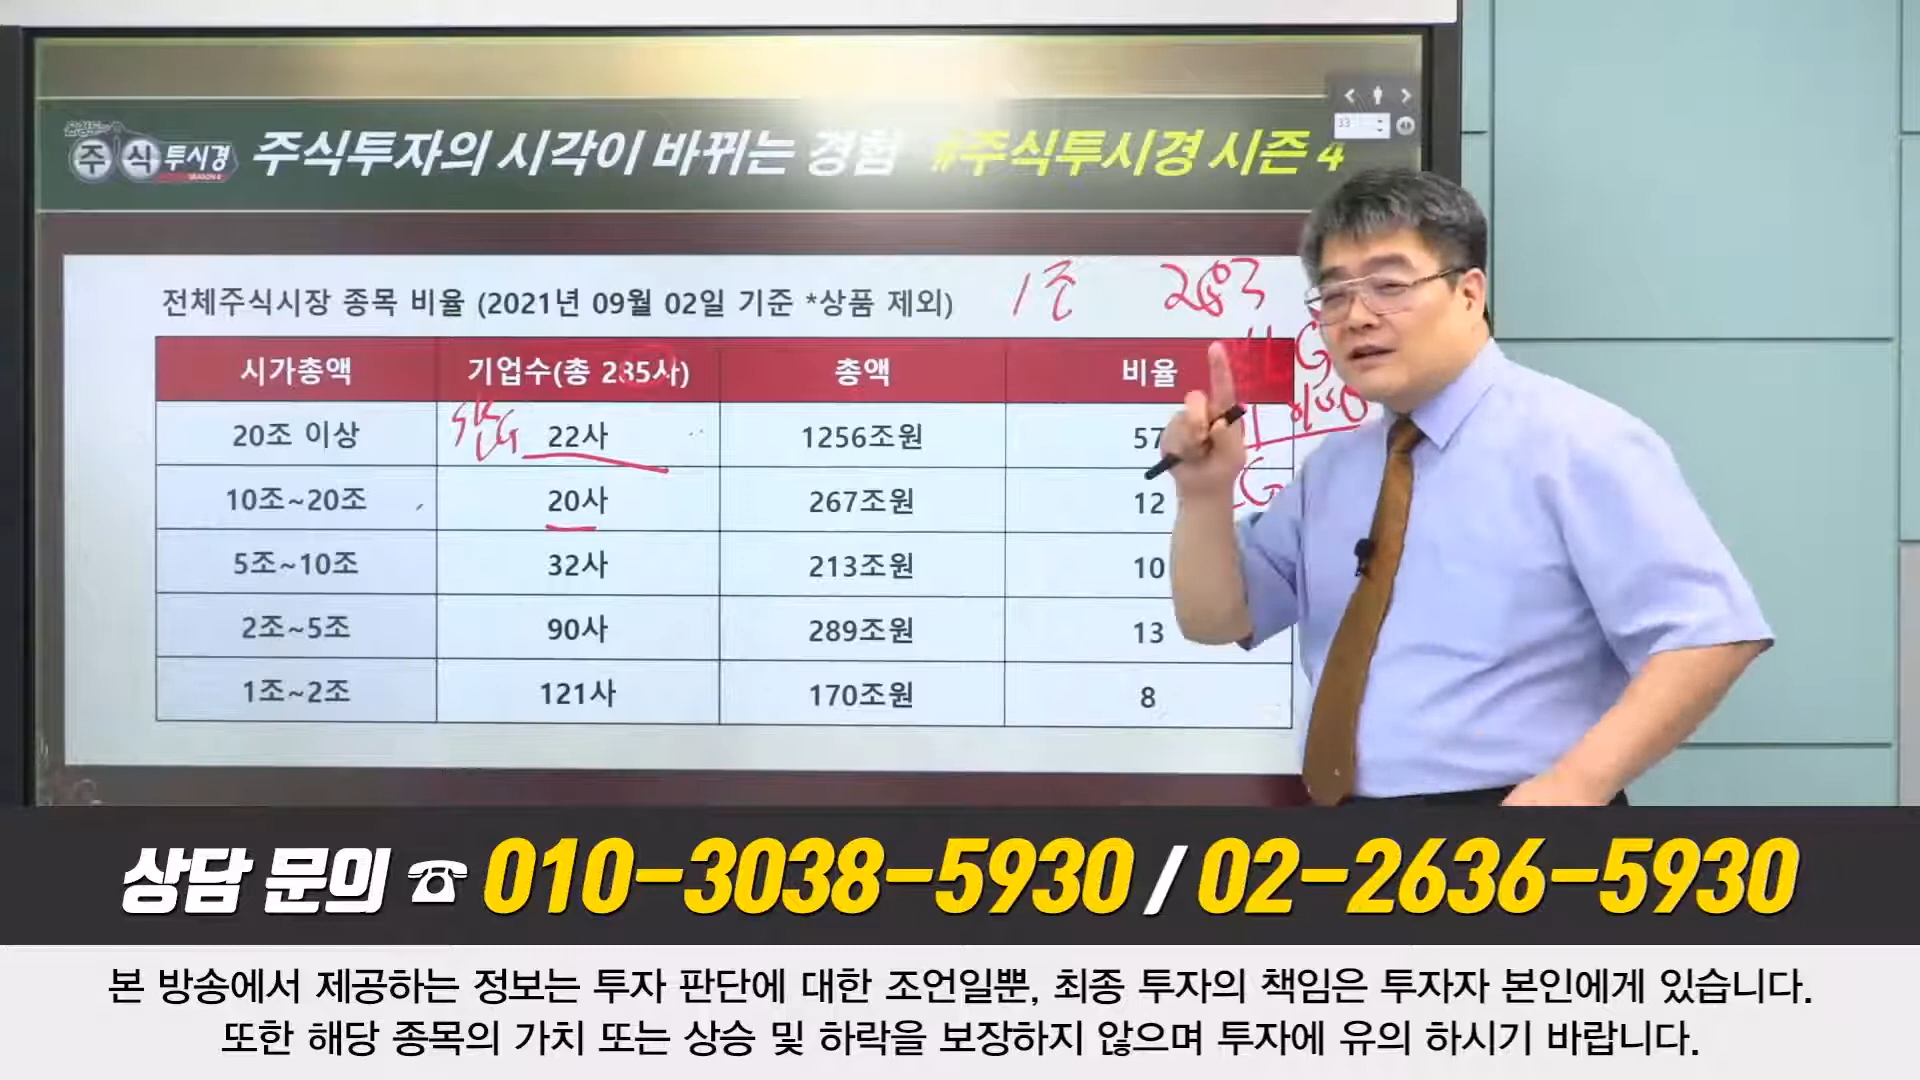 주식투시경 주식투자의 시각이 바뀌는 경험 #주식투시경 시즌 4
33
전체주식시장 종목 비율 (2021년 09월 02일 기준 *상품 제외)
1조
시가총액 기업수(총 285사) 총액 비율
20조 이상 22사 1256조원 57
10조~20조 20사 267조원 12
5조~10조 32사 213조원 10
2조~5조 90사 289조원 13
1조~2조 121사 170조원 8
상담 문의 ☎ 010-3038-5930 / 02-2636-5930
본 방송에서 제공하는 정보는 투자 판단에 대한 조언일뿐, 최종 투자의 책임은 투자자 본인에게 있습니다.
또한 해당 종목의 가치 또는 상승 및 하락을 보장하지 않으며 투자에 유의 하시기 바랍니다.